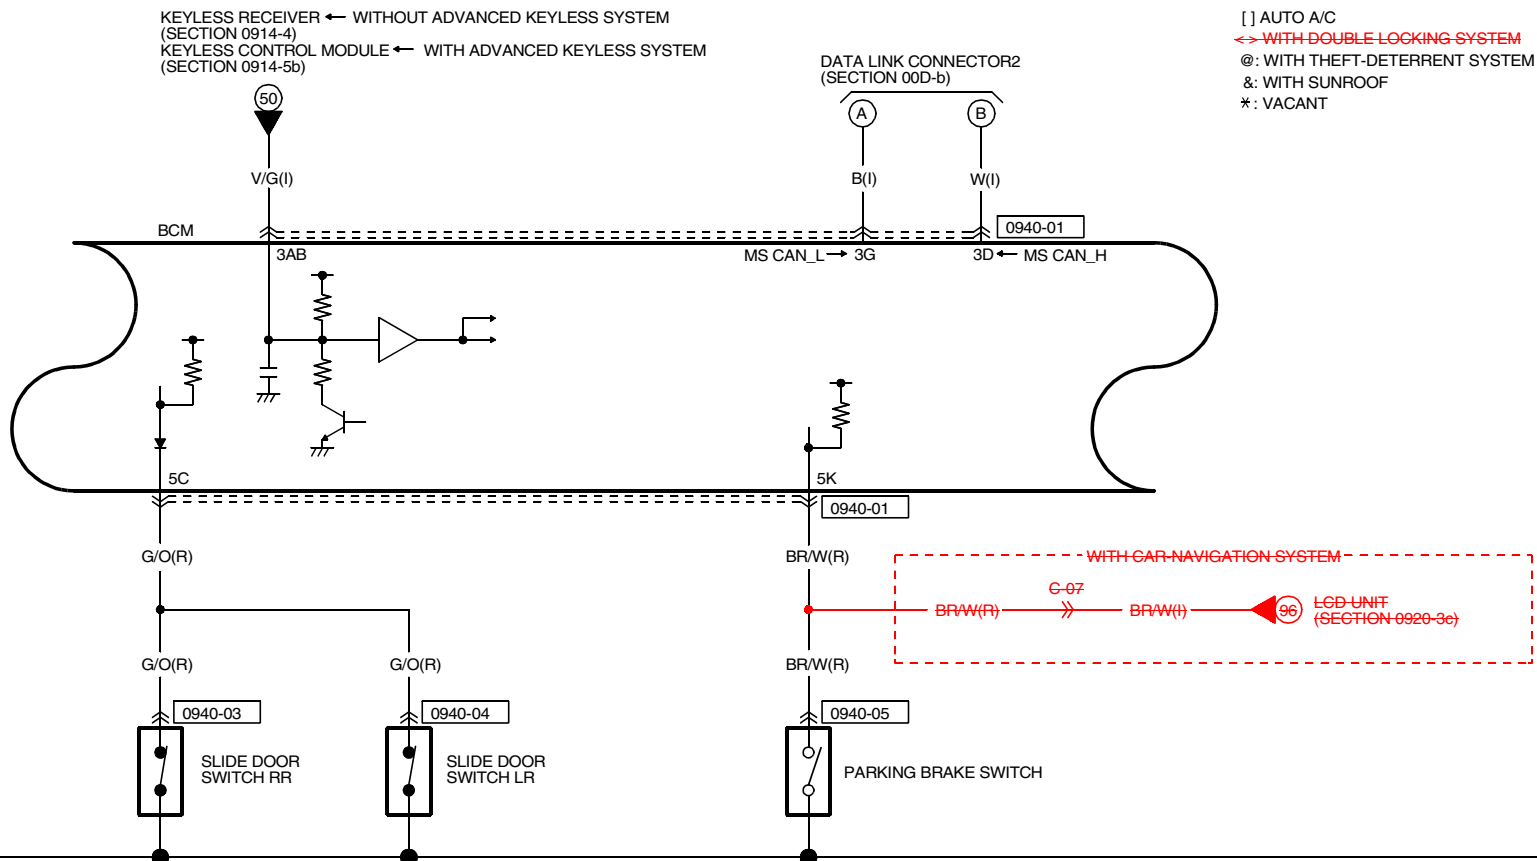 KEYLESS RECEIVER ← WITHOUT ADVANCED KEYLESS SYSTEM
(SECTION 0914-4)
KEYLESS CONTROL MODULE ← WITH ADVANCED KEYLESS SYSTEM
(SECTION 0914-5b)
[ ] AUTO A/C
<> WITH DOUBLE LOCKING SYSTEM
@: WITH THEFT-DETERRENT SYSTEM
&: WITH SUNROOF
*: VACANT
DATA LINK CONNECTOR2
(SECTION 00D-b)
50
A
B
V/G(I)
B(I)
W(I)
BCM
0940-01
3AB
MS CAN_L → 3G
3D ← MS CAN_H
5C
5K
0940-01
G/O(R)
BR/W(R)
WITH CAR-NAVIGATION SYSTEM
C-07
BR/W(R)
BR/W(I)
96
LCD UNIT
(SECTION 0920-3c)
G/O(R)
G/O(R)
BR/W(R)
0940-03
0940-04
0940-05
SLIDE DOOR
SWITCH RR
SLIDE DOOR
SWITCH LR
PARKING BRAKE SWITCH